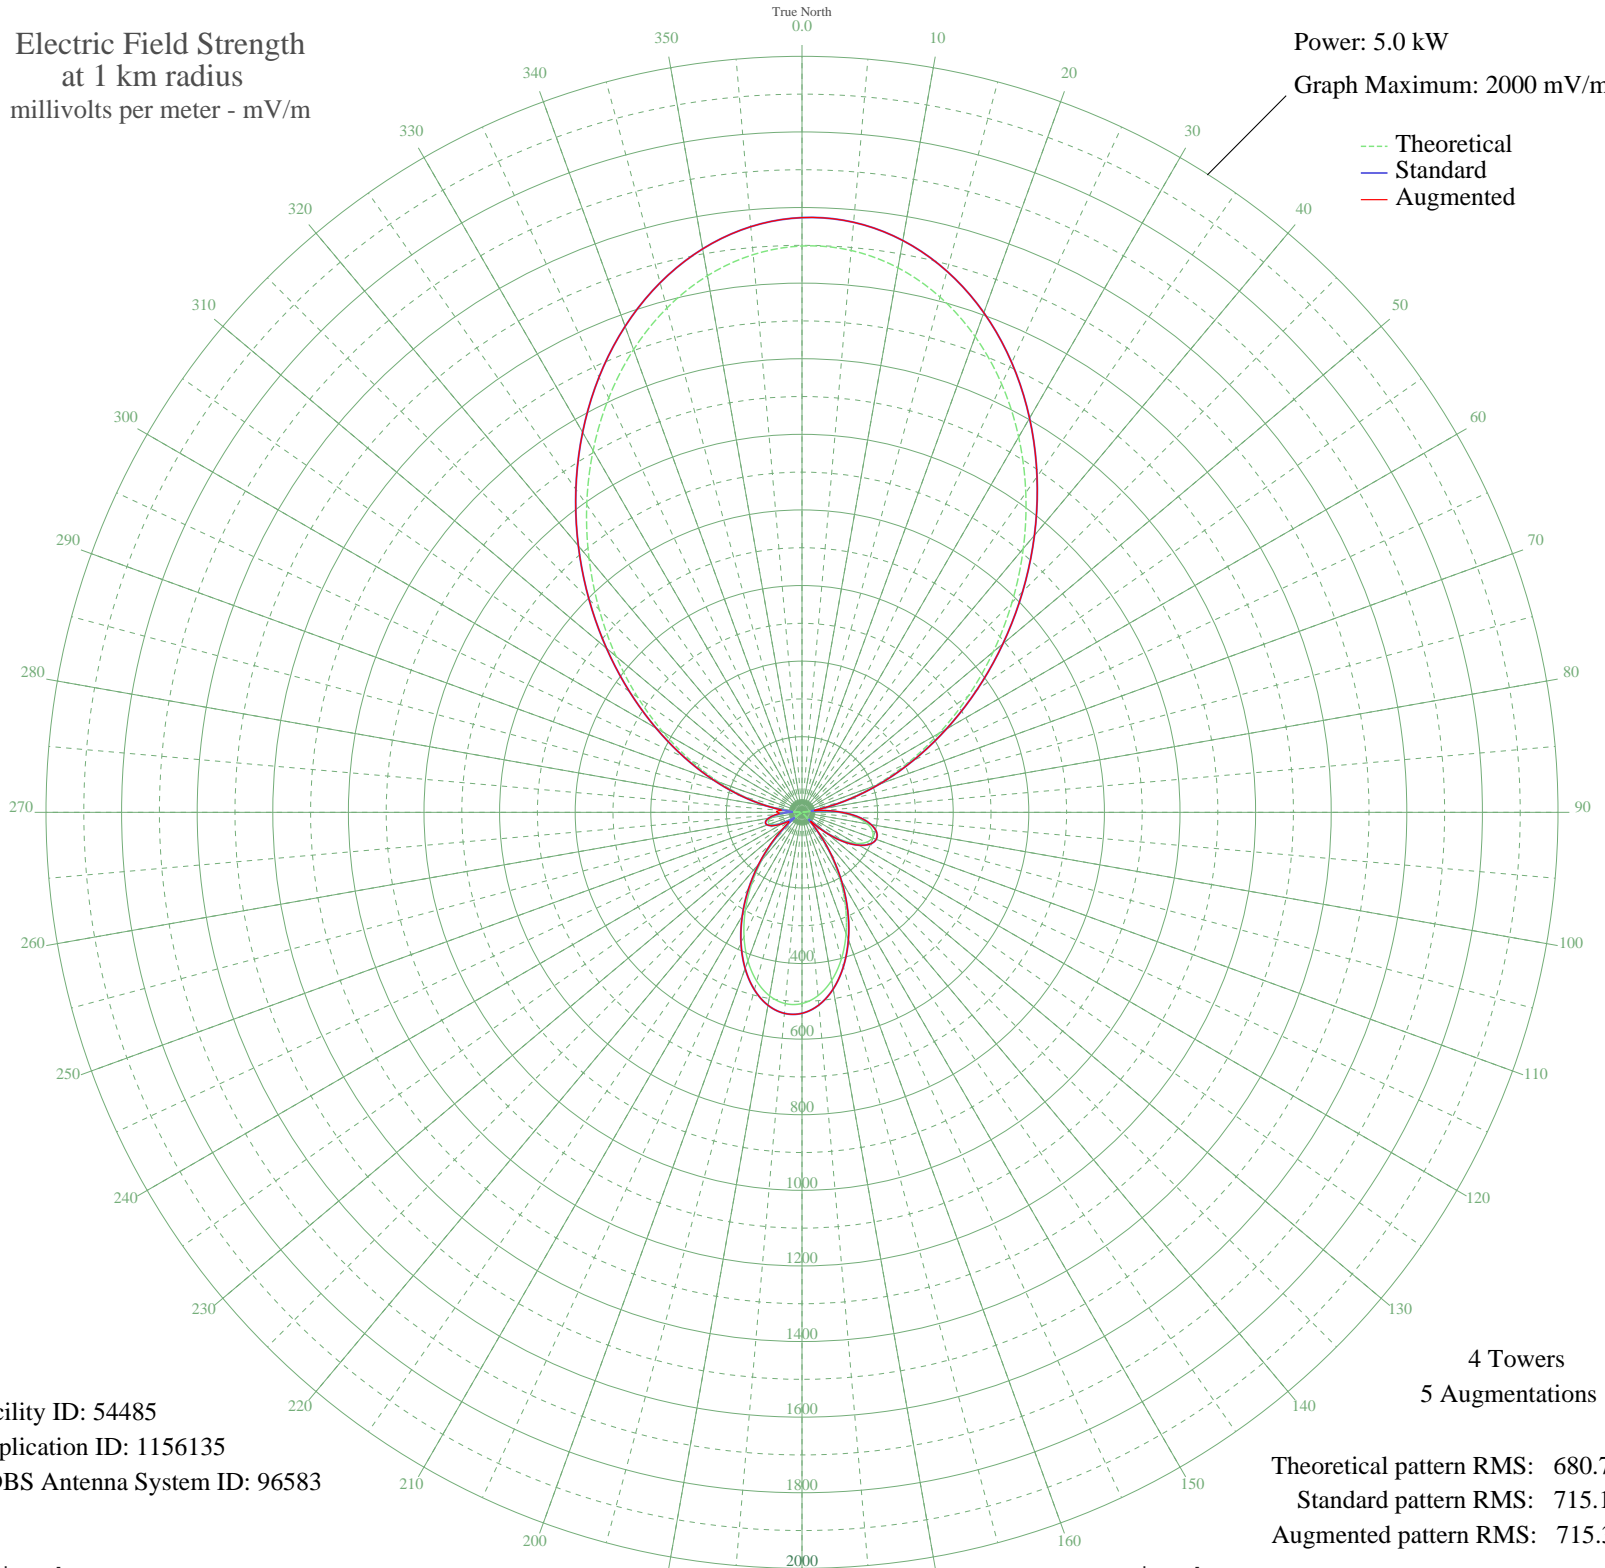 True North
0.0
Electric Field Strength
at 1 km radius
millivolts per meter - mV/m
Power: 5.0 kW
Graph Maximum: 2000 mV/m
Theoretical
Standard
Augmented
10
20
30
40
50
60
70
80
90
100
110
120
130
140
150
160
200
210
220
230
240
250
260
270
280
290
300
310
320
330
340
350
400
600
800
1000
1200
1400
1600
1800
2000
4 Towers
5 Augmentations
cility ID: 54485
plication ID: 1156135
DBS Antenna System ID: 96583
Theoretical pattern RMS: 680.7
Standard pattern RMS: 715.1
Augmented pattern RMS: 715.3